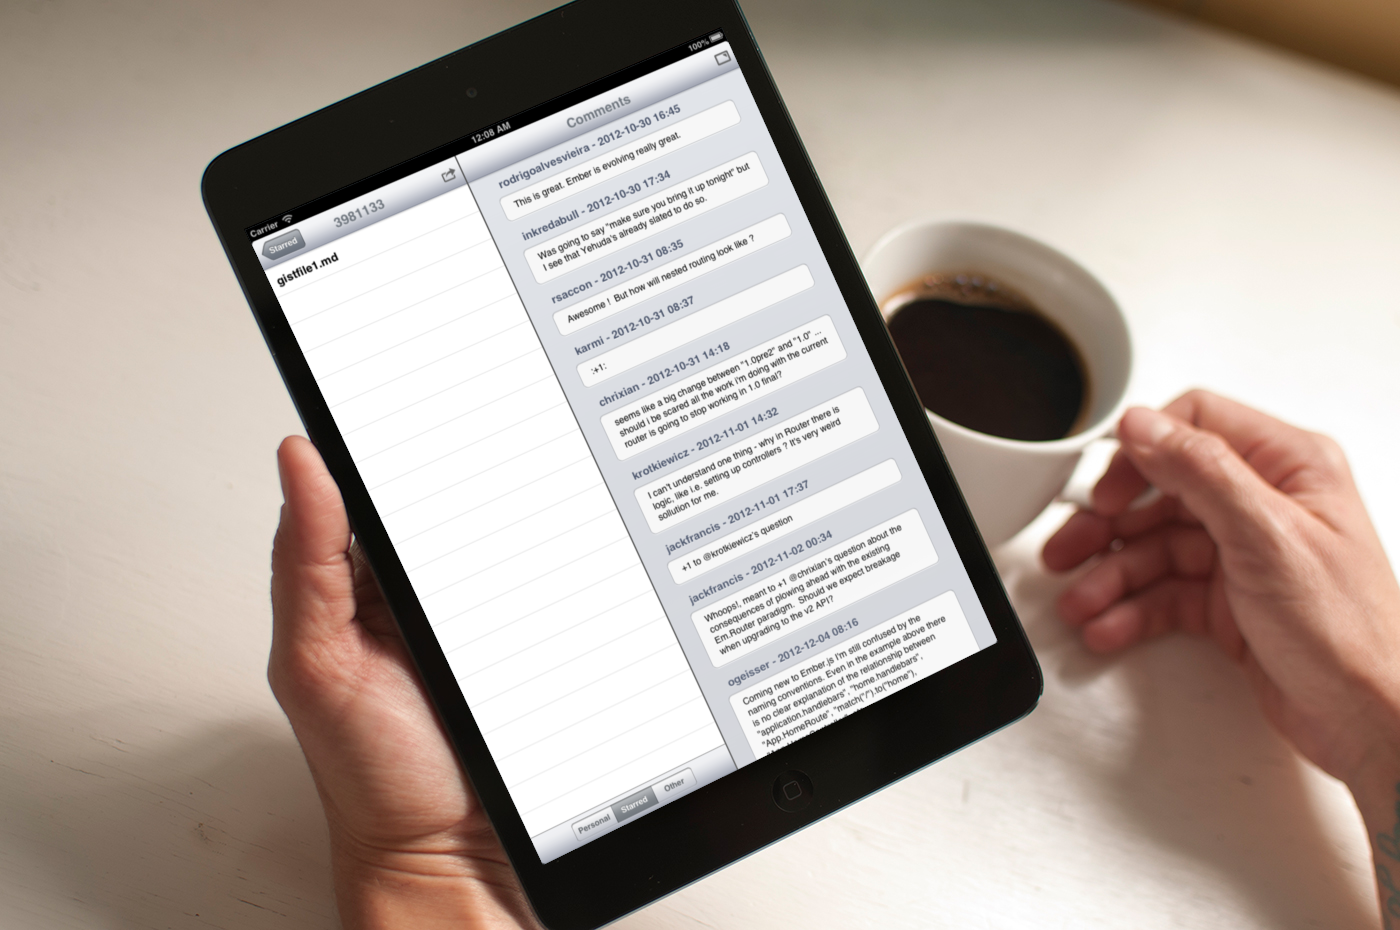 Carrier
12:08 AM
100%
Starred
3981133
gistfile1.md
Personal
Starred
Other
Comments
rodrigoalvesvieira - 2012-10-30 16:45
This is great. Ember is evolving really great.
inkredabull - 2012-10-30 17:34
Was going to say "make sure you bring it up tonight" but
I see that Yehuda's already slated to do so.
rsaccon - 2012-10-31 08:35
Awesome ! But how will nested routing look like ?
karmi - 2012-10-31 08:37
:+1:
chrixian - 2012-10-31 14:18
seems like a big change between "1.0pre2" and "1.0" ...
should i be scared all the work i'm doing with the current
router is going to stop working in 1.0 final?
krotkiewicz - 2012-11-01 14:32
I can't understand one thing - why in Router there is
logic, like i.e. setting up controllers ? It's very weird
sollution for me.
jackfrancis - 2012-11-01 17:37
+1 to @krotkiewicz's question
jackfrancis - 2012-11-02 00:34
Whoops!, meant to +1 @chrixian's question about the
consequences of plowing ahead with the existing
Em.Router paradigm. Should we expect breakage
when upgrading to the v2 API?
ogeisser - 2012-12-04 08:16
Coming new to Ember.js I'm still confused by the
naming conventions. Even in the example above there
is no clear explanation of the relationship between
"application.handlebars", "home.handlebars",
"App.HomeRoute", "match("/").to("home"),